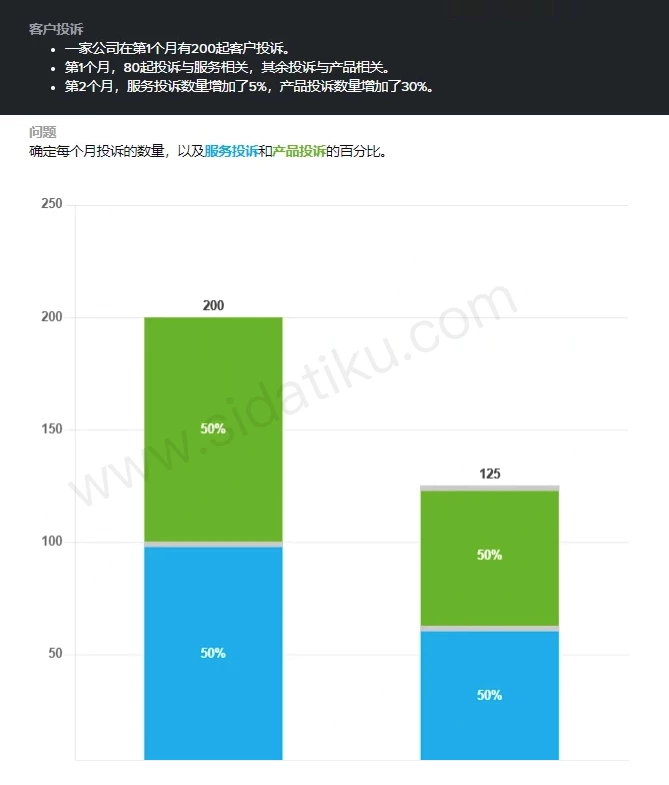 客户投诉
• 一家公司在第1个月有200起客户投诉。
• 第1个月，80起投诉与服务相关，其余投诉与产品相关。
• 第2个月，服务投诉数量增加了5%，产品投诉数量增加了30%。
问题
确定每个月投诉的数量，以及服务投诉和产品投诉的百分比。
250
200
200
150
50%
125
100
50%
50
50%
50%
www.sidatiku.com